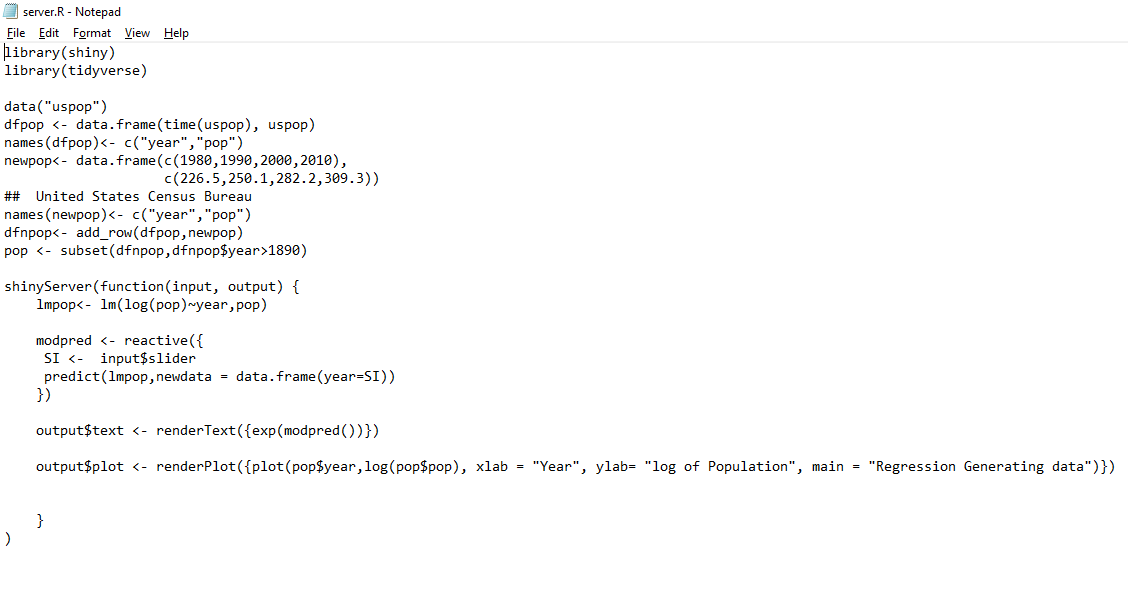 server.R - Notepad
File Edit Format View Help
library(shiny)
library(tidyverse)
data("uspop")
dfpop <- data.frame(time(uspop), uspop)
names(dfpop)<- c("year","pop")
newpop<- data.frame(c(1980,1990,2000,2010),
                    c(226.5,250.1,282.2,309.3))
##  United States Census Bureau
names(newpop)<- c("year","pop")
dfnpop<- add_row(dfpop,newpop)
pop <- subset(dfnpop,dfnpop$year>1890)
shinyServer(function(input, output) {
    lmpop<- lm(log(pop)~year,pop)
    modpred <- reactive({
     SI <-  input$slider
     predict(lmpop,newdata = data.frame(year=SI))
    })
    output$text <- renderText({exp(modpred())})
    output$plot <- renderPlot({plot(pop$year,log(pop$pop), xlab = "Year", ylab= "log of Population", main = "Regression Generating data")})
    }
)